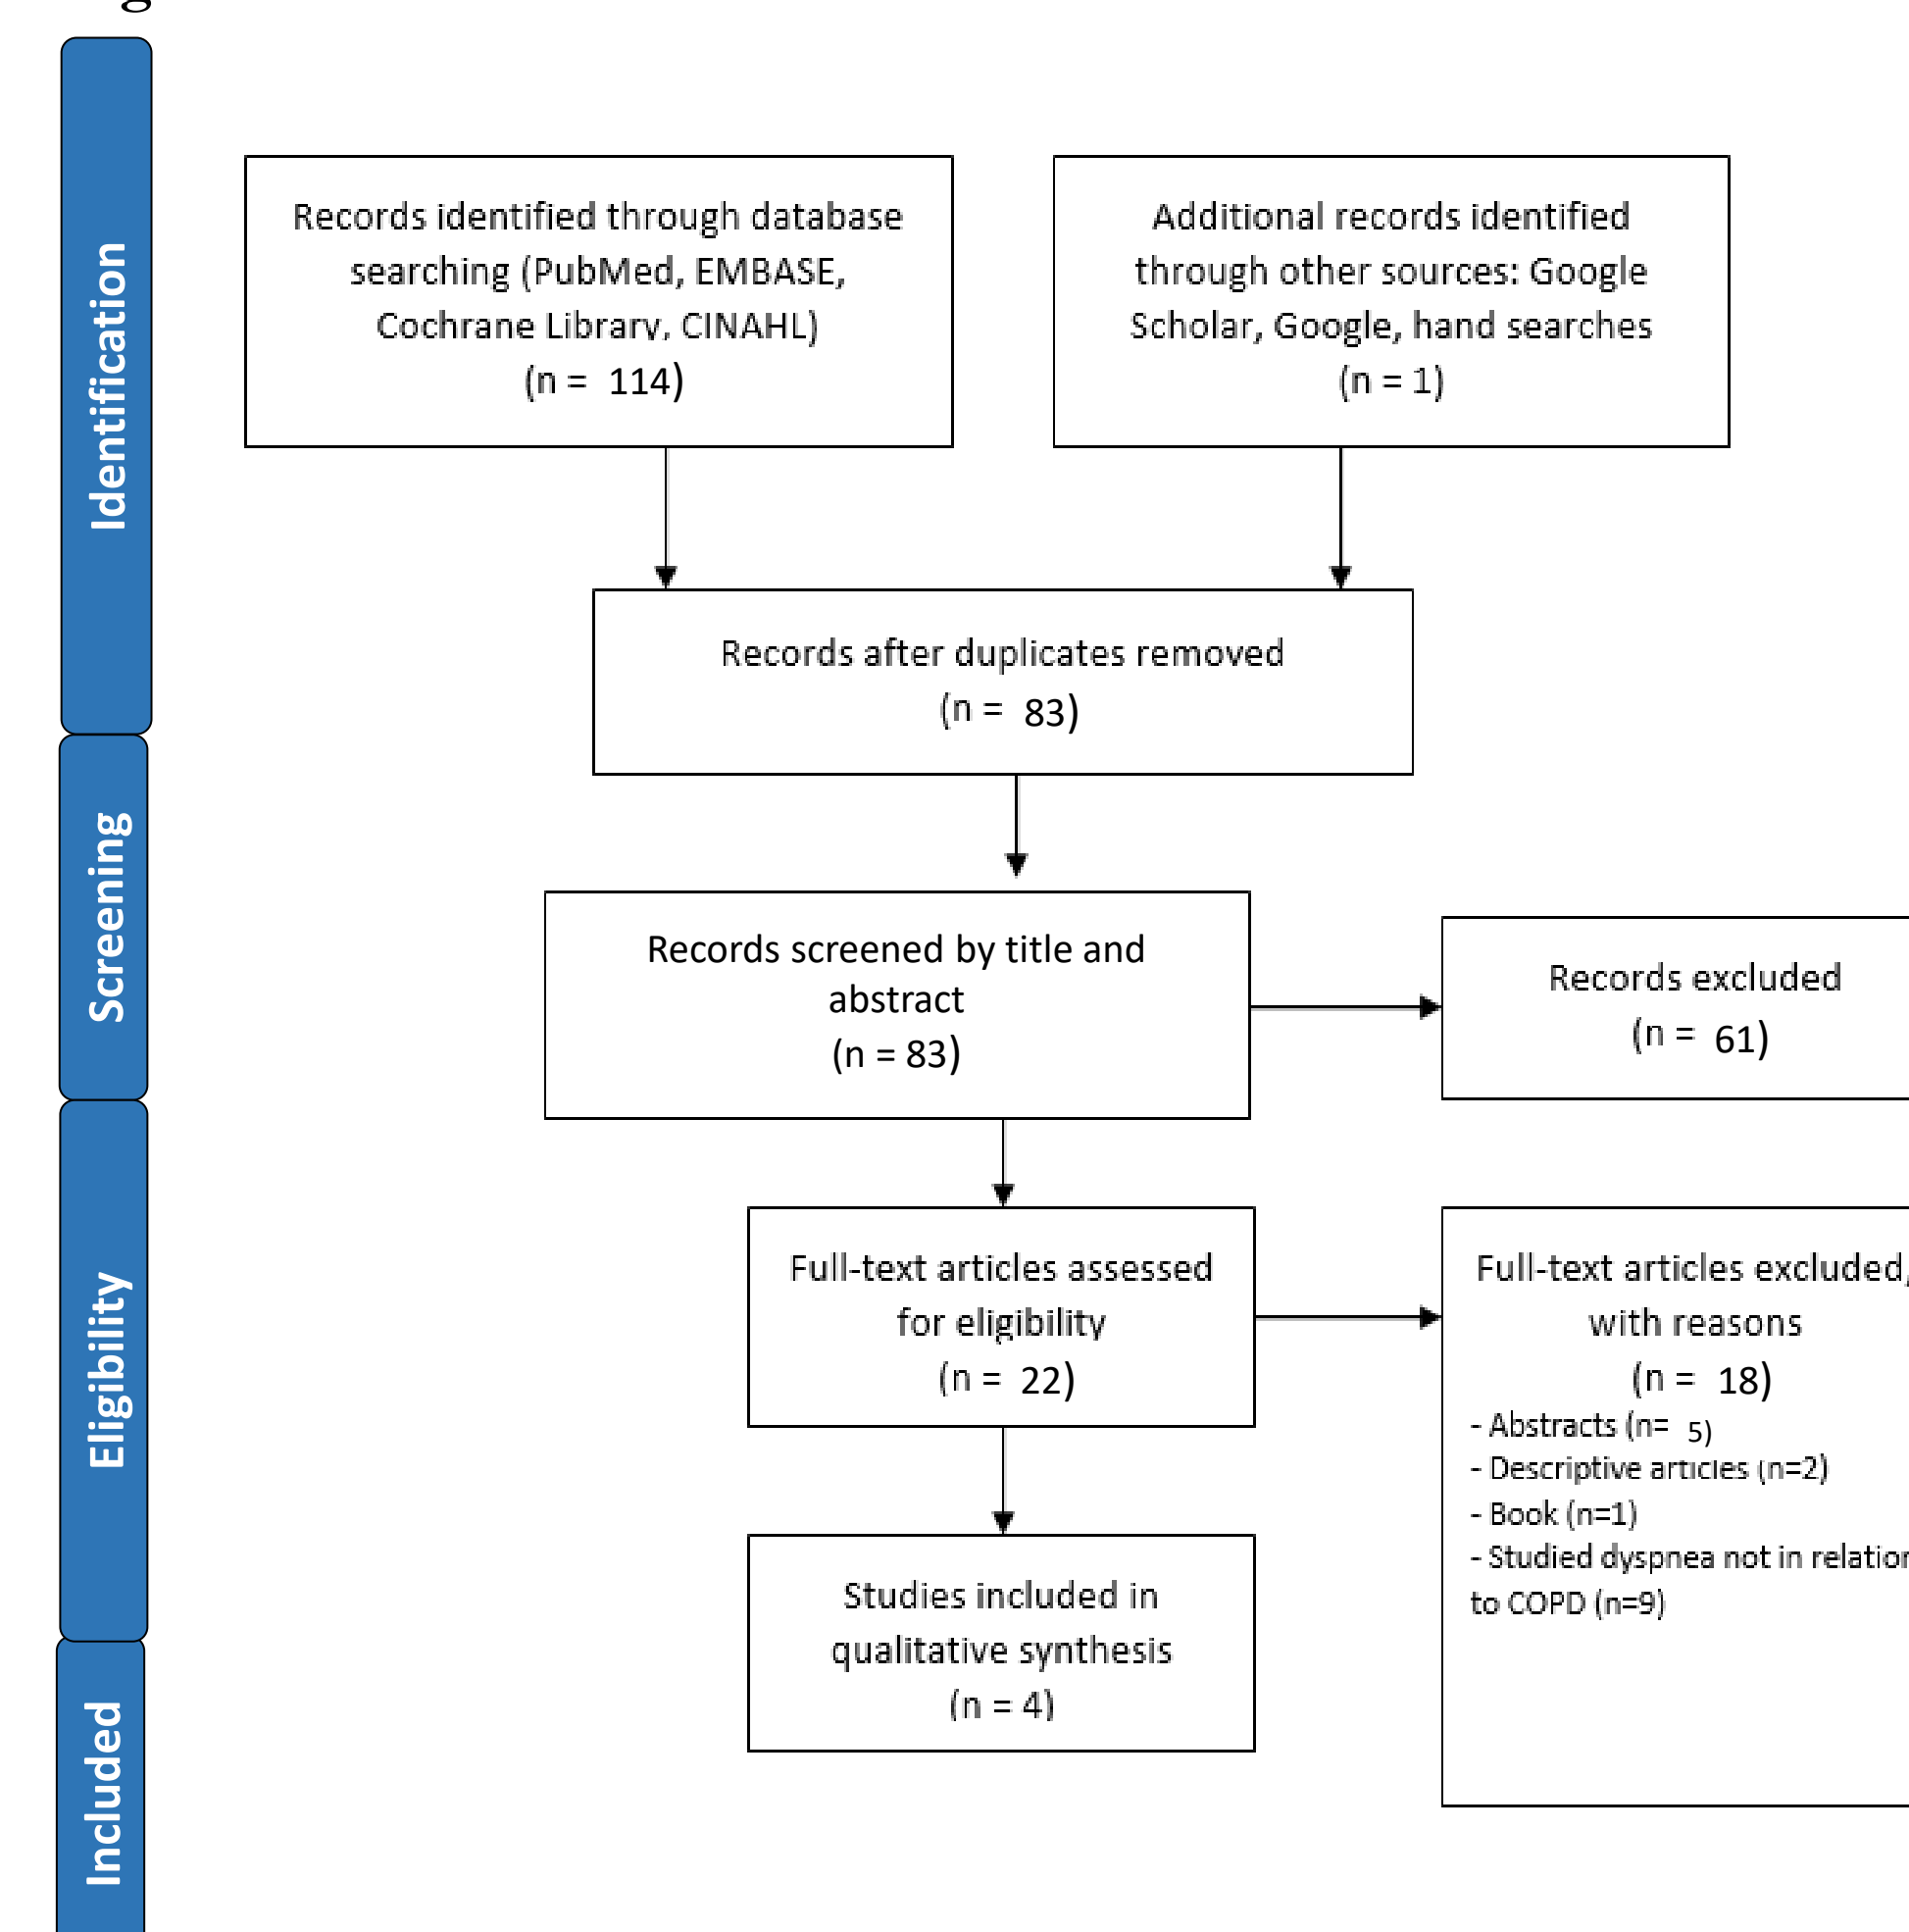 Identification
Records identified through database
searching (PubMed, EMBASE,
Cochrane Library, CINAHL)
(n = 114)
Additional records identified
through other sources: Google
Scholar, Google, hand searches
(n = 1)
Records after duplicates removed
(n = 83)
Screening
Records screened by title and
abstract
(n = 83)
Records excluded
(n = 61)
Eligibility
Full-text articles assessed
for eligibility
(n = 22)
Full-text articles excluded,
with reasons
(n = 18)
- Abstracts (n= 5)
- Descriptive articles (n=2)
- Book (n=1)
- Studied dyspnea not in relation
to COPD (n=9)
Included
Studies included in
qualitative synthesis
(n = 4)